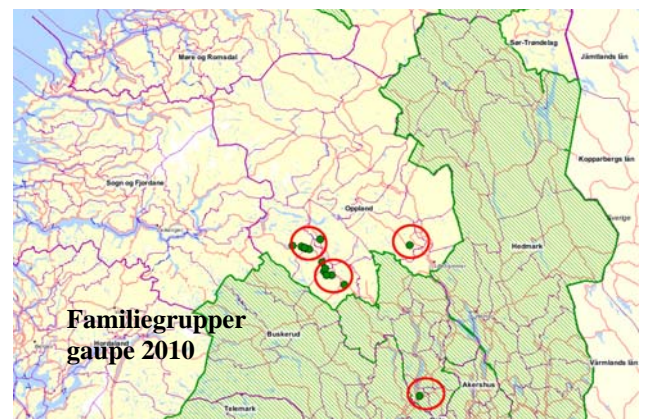 Sør-Trøndelag
Møre og Romsdal
Jämtlands län
Kopparbergs län
Sogn og Fjordane
Oppland
Sverige
Hedmark
Familiegrupper
gaupe 2010
Buskerud
Hordaland
Akershus
Värmlands län
Telemark